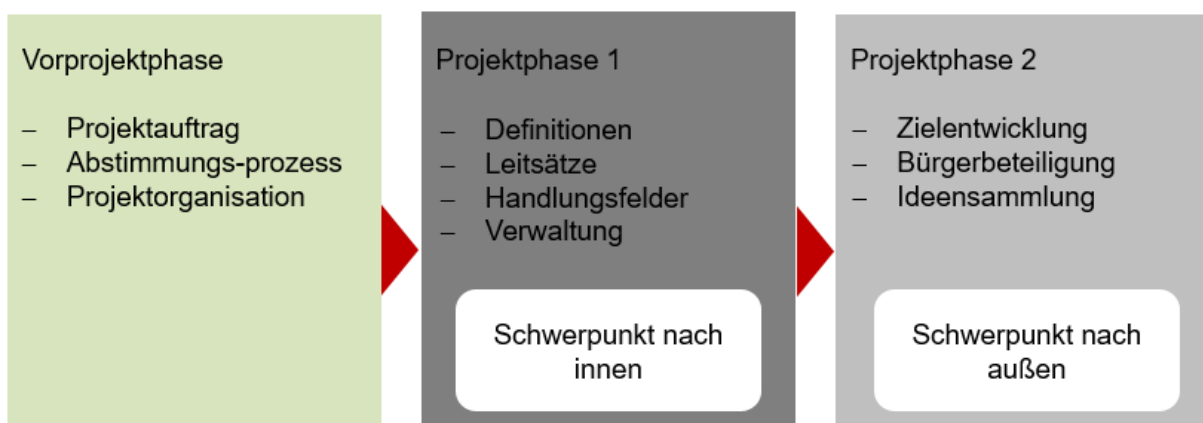 Vorprojektphase
– Projektauftrag
– Abstimmungs-prozess
– Projektorganisation
Projektphase 1
– Definitionen
– Leitsätze
– Handlungsfelder
– Verwaltung
Schwerpunkt nach
innen
Projektphase 2
– Zielentwicklung
– Bürgerbeteiligung
– Ideensammlung
Schwerpunkt nach
außen